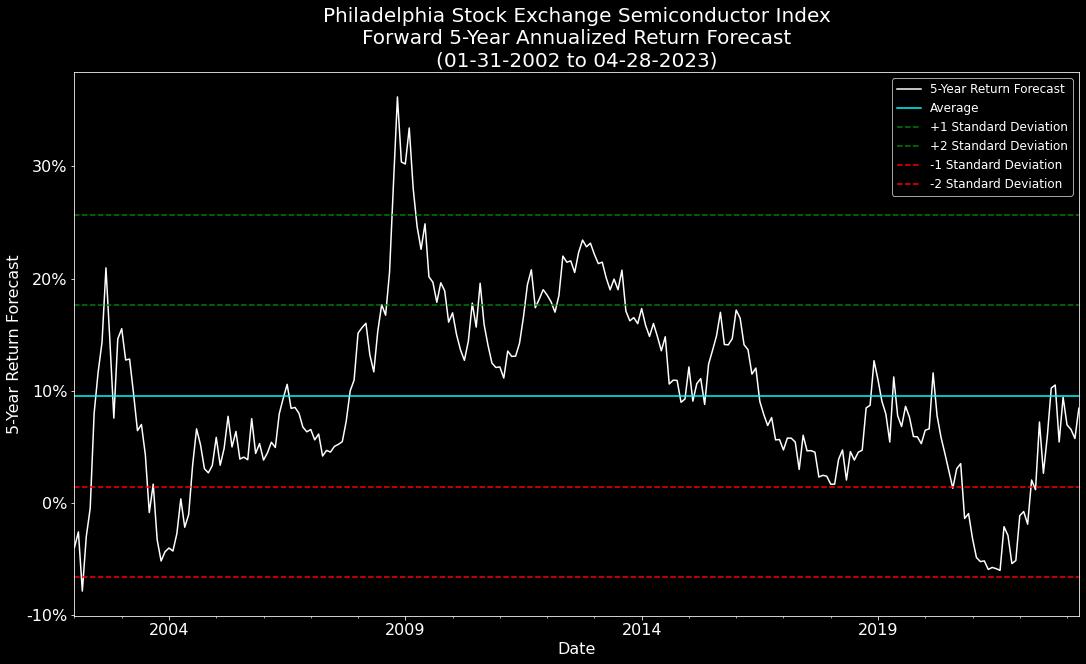 Philadelphia Stock Exchange Semiconductor Index
Forward 5-Year Annualized Return Forecast
(01-31-2002 to 04-28-2023)
5-Year Return Forecast
Average
+1 Standard Deviation
+2 Standard Deviation
-1 Standard Deviation
-2 Standard Deviation
5-Year Return Forecast
30%
20%
10%
0%
-10%
2004
2009
2014
2019
Date